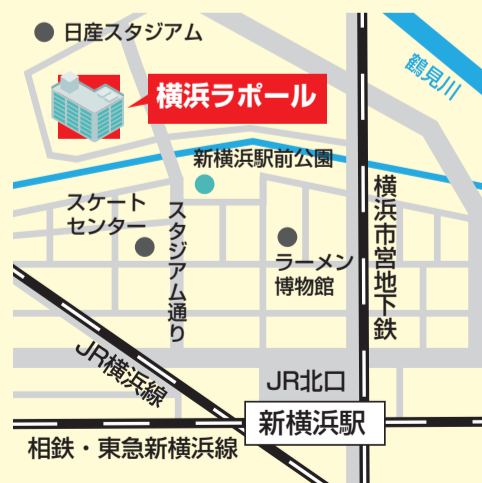 日産スタジアム
鶴見川
横浜ラポール
新横浜駅前公園
スケート
センター
スタジアム通り
横浜市営地下鉄
ラーメン
博物館
JR横浜線
JR北口
新横浜駅
相鉄・東急新横浜線